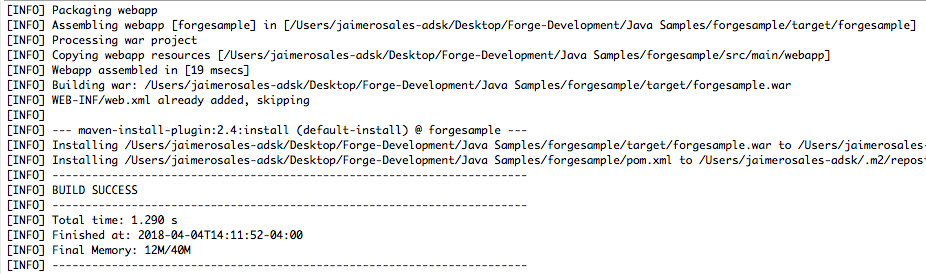 [INFO] Packaging webapp
[INFO] Assembling webapp [forgesample] in [/Users/jaimerosales-adsk/Desktop/Forge-Development/Java Samples/forgesample/target/forgesample]
[INFO] Processing war project
[INFO] Copying webapp resources [/Users/jaimerosales-adsk/Desktop/Forge-Development/Java Samples/forgesample/src/main/webapp]
[INFO] Webapp assembled in [19 msecs]
[INFO] Building war: /Users/jaimerosales-adsk/Desktop/Forge-Development/Java Samples/forgesample/target/forgesample.war
[INFO] WEB-INF/web.xml already added, skipping
[INFO]
[INFO] --- maven-install-plugin:2.4:install (default-install) @ forgesample ---
[INFO] Installing /Users/jaimerosales-adsk/Desktop/Forge-Development/Java Samples/forgesample/target/forgesample.war to /Users/jaimerosales-
[INFO] Installing /Users/jaimerosales-adsk/Desktop/Forge-Development/Java Samples/forgesample/pom.xml to /Users/jaimerosales-adsk/.m2/repos
[INFO] ------------------------------------------------------------------------
[INFO] BUILD SUCCESS
[INFO] ------------------------------------------------------------------------
[INFO] Total time: 1.290 s
[INFO] Finished at: 2018-04-04T14:11:52-04:00
[INFO] Final Memory: 12M/40M
[INFO] ------------------------------------------------------------------------